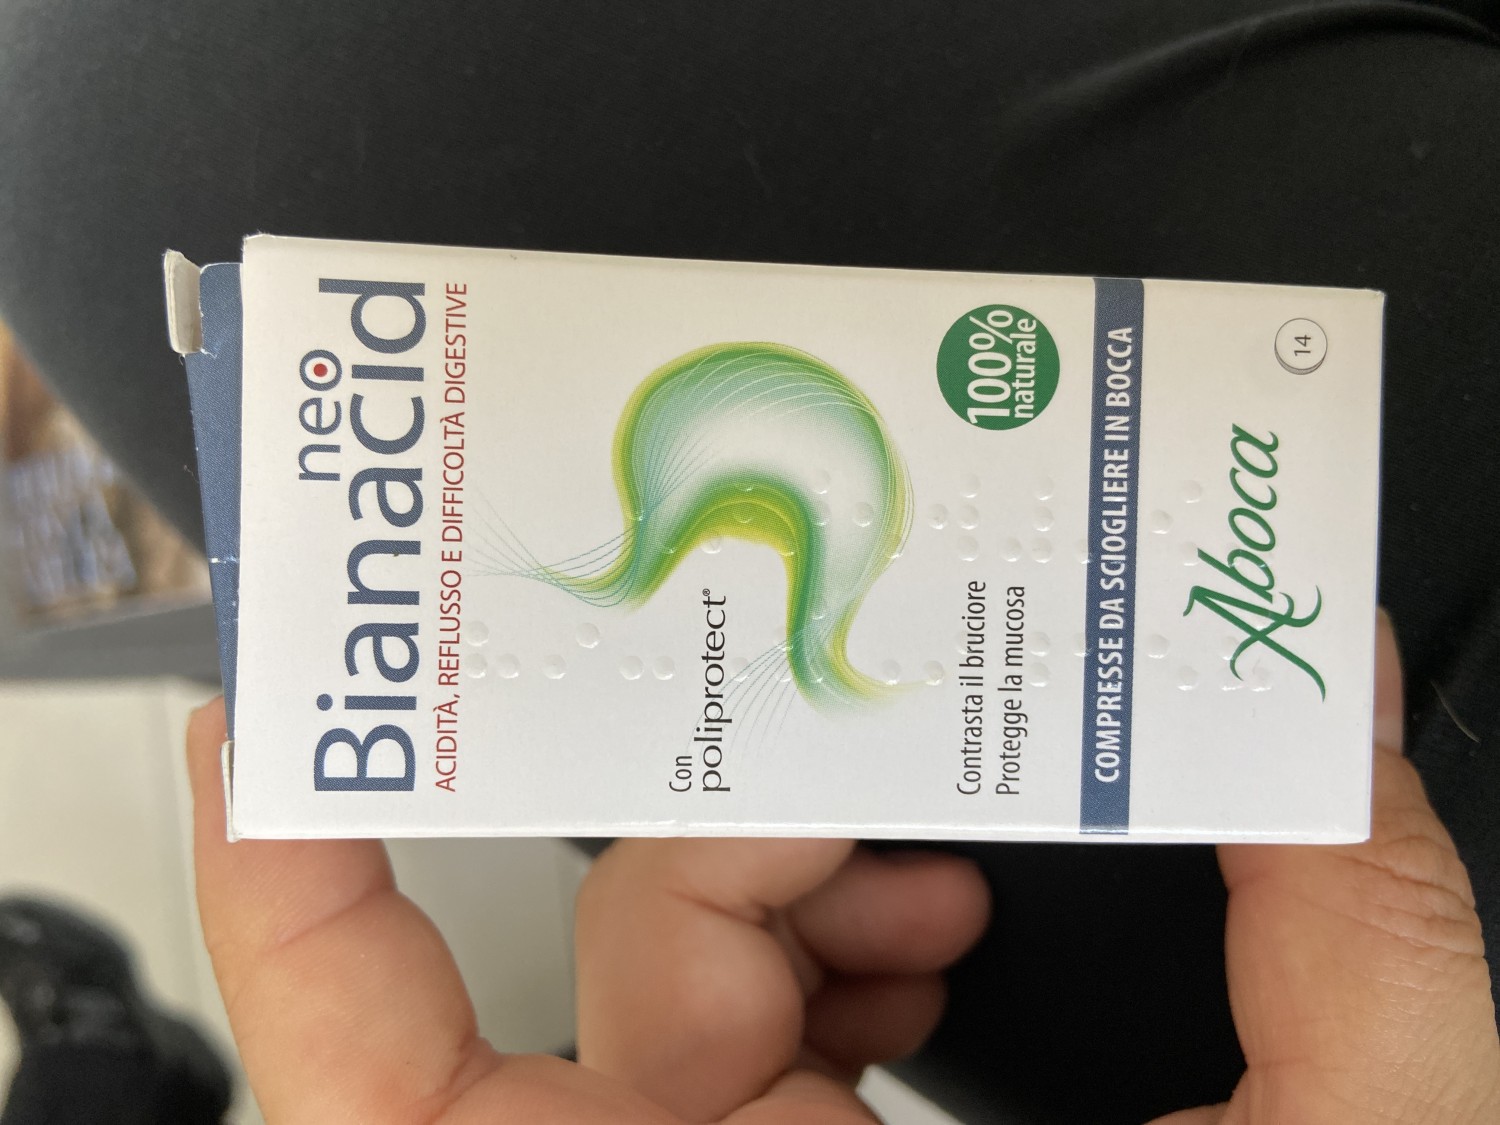 neo
Bianacid
ACIDITÀ, REFLUSSO E DIFFICOLTÀ DIGESTIVE
Con
poliprotect®
100%
naturale
Contrasta il bruciore
Protegge la mucosa
COMPRESSE DA SCIOGLIERE IN BOCCA
Aboca
14